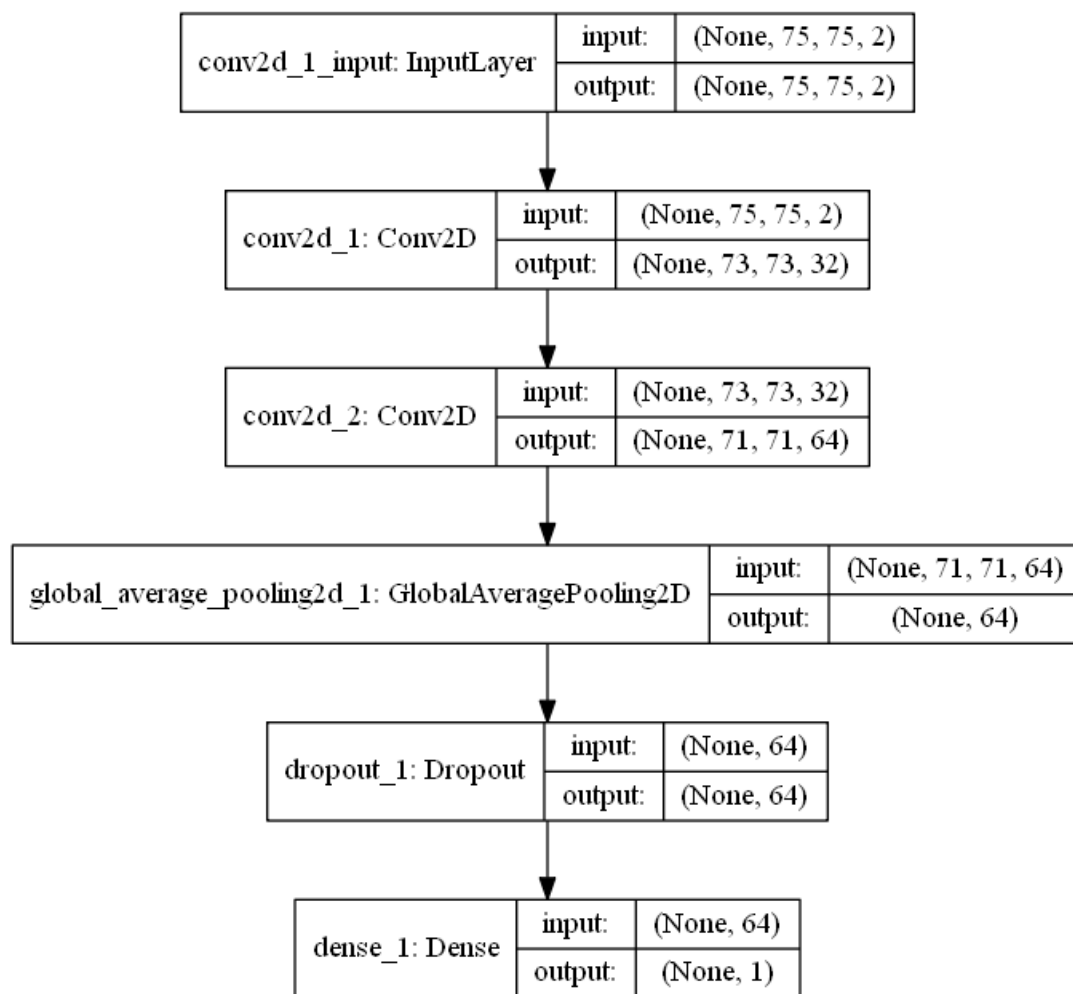 conv2d_1_input: InputLayer
input: (None, 75, 75, 2)
output: (None, 75, 75, 2)
conv2d_1: Conv2D
input: (None, 75, 75, 2)
output: (None, 73, 73, 32)
conv2d_2: Conv2D
input: (None, 73, 73, 32)
output: (None, 71, 71, 64)
global_average_pooling2d_1: GlobalAveragePooling2D
input: (None, 71, 71, 64)
output: (None, 64)
dropout_1: Dropout
input: (None, 64)
output: (None, 64)
dense_1: Dense
input: (None, 64)
output: (None, 1)